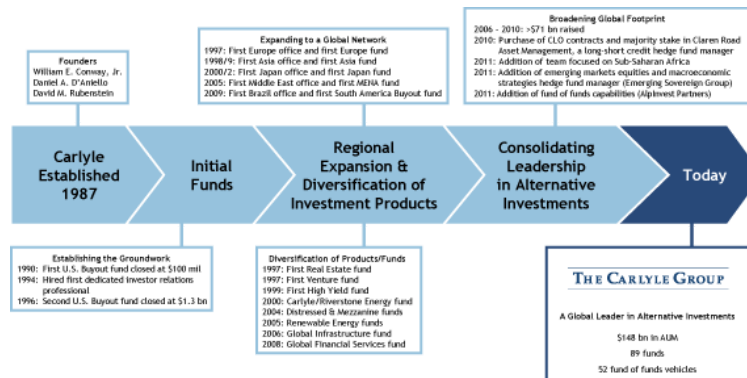 Founders
William E. Conway, Jr.
Daniel A. D'Aniello
David M. Rubenstein
Expanding to a Global Network
1997: First Europe office and first Europe fund
1998/9: First Asia office and first Asia fund
2000/2: First Japan office and first Japan fund
2005: First Middle East office and first MENA fund
2009: First Brazil office and first South America Buyout fund
Broadening Global Footprint
2006 - 2010: >$71 bn raised
2010: Purchase of CLO contracts and majority stake in Claren
Road Asset Management, a long-short credit hedge fund manager
2011: Addition of team focused on Sub-Saharan Africa
2011: Addition of emerging markets equities and macroeconomic
strategies hedge fund manager (Emerging Sovereign Group)
2011: Addition of fund of funds capabilities (AlpInvest Partners)
Carlyle
Established
1987
Initial
Funds
Regional
Expansion &
Diversification of
Investment Products
Consolidating
Leadership
in Alternative
Investments
Today
Establishing the Groundwork
1990: First U.S. Buyout fund closed at $100 mil
1994: Hired first dedicated investor relations
professional
1996: Second U.S. Buyout fund closed at $1.3 bn
Diversification of Products/Funds
1997: First Real Estate fund
1997: First Venture fund
1999: First High Yield fund
2000: Carlyle/Riverstone Energy fund
2004: Distressed & Mezzanine funds
2005: Renewable Energy funds
2006: Global Infrastructure fund
2008: Global Financial Services fund
THE CARLYLE GROUP
A Global Leader in Alternative Investments
$148 bn in AUM
89 funds
52 fund of funds vehicles